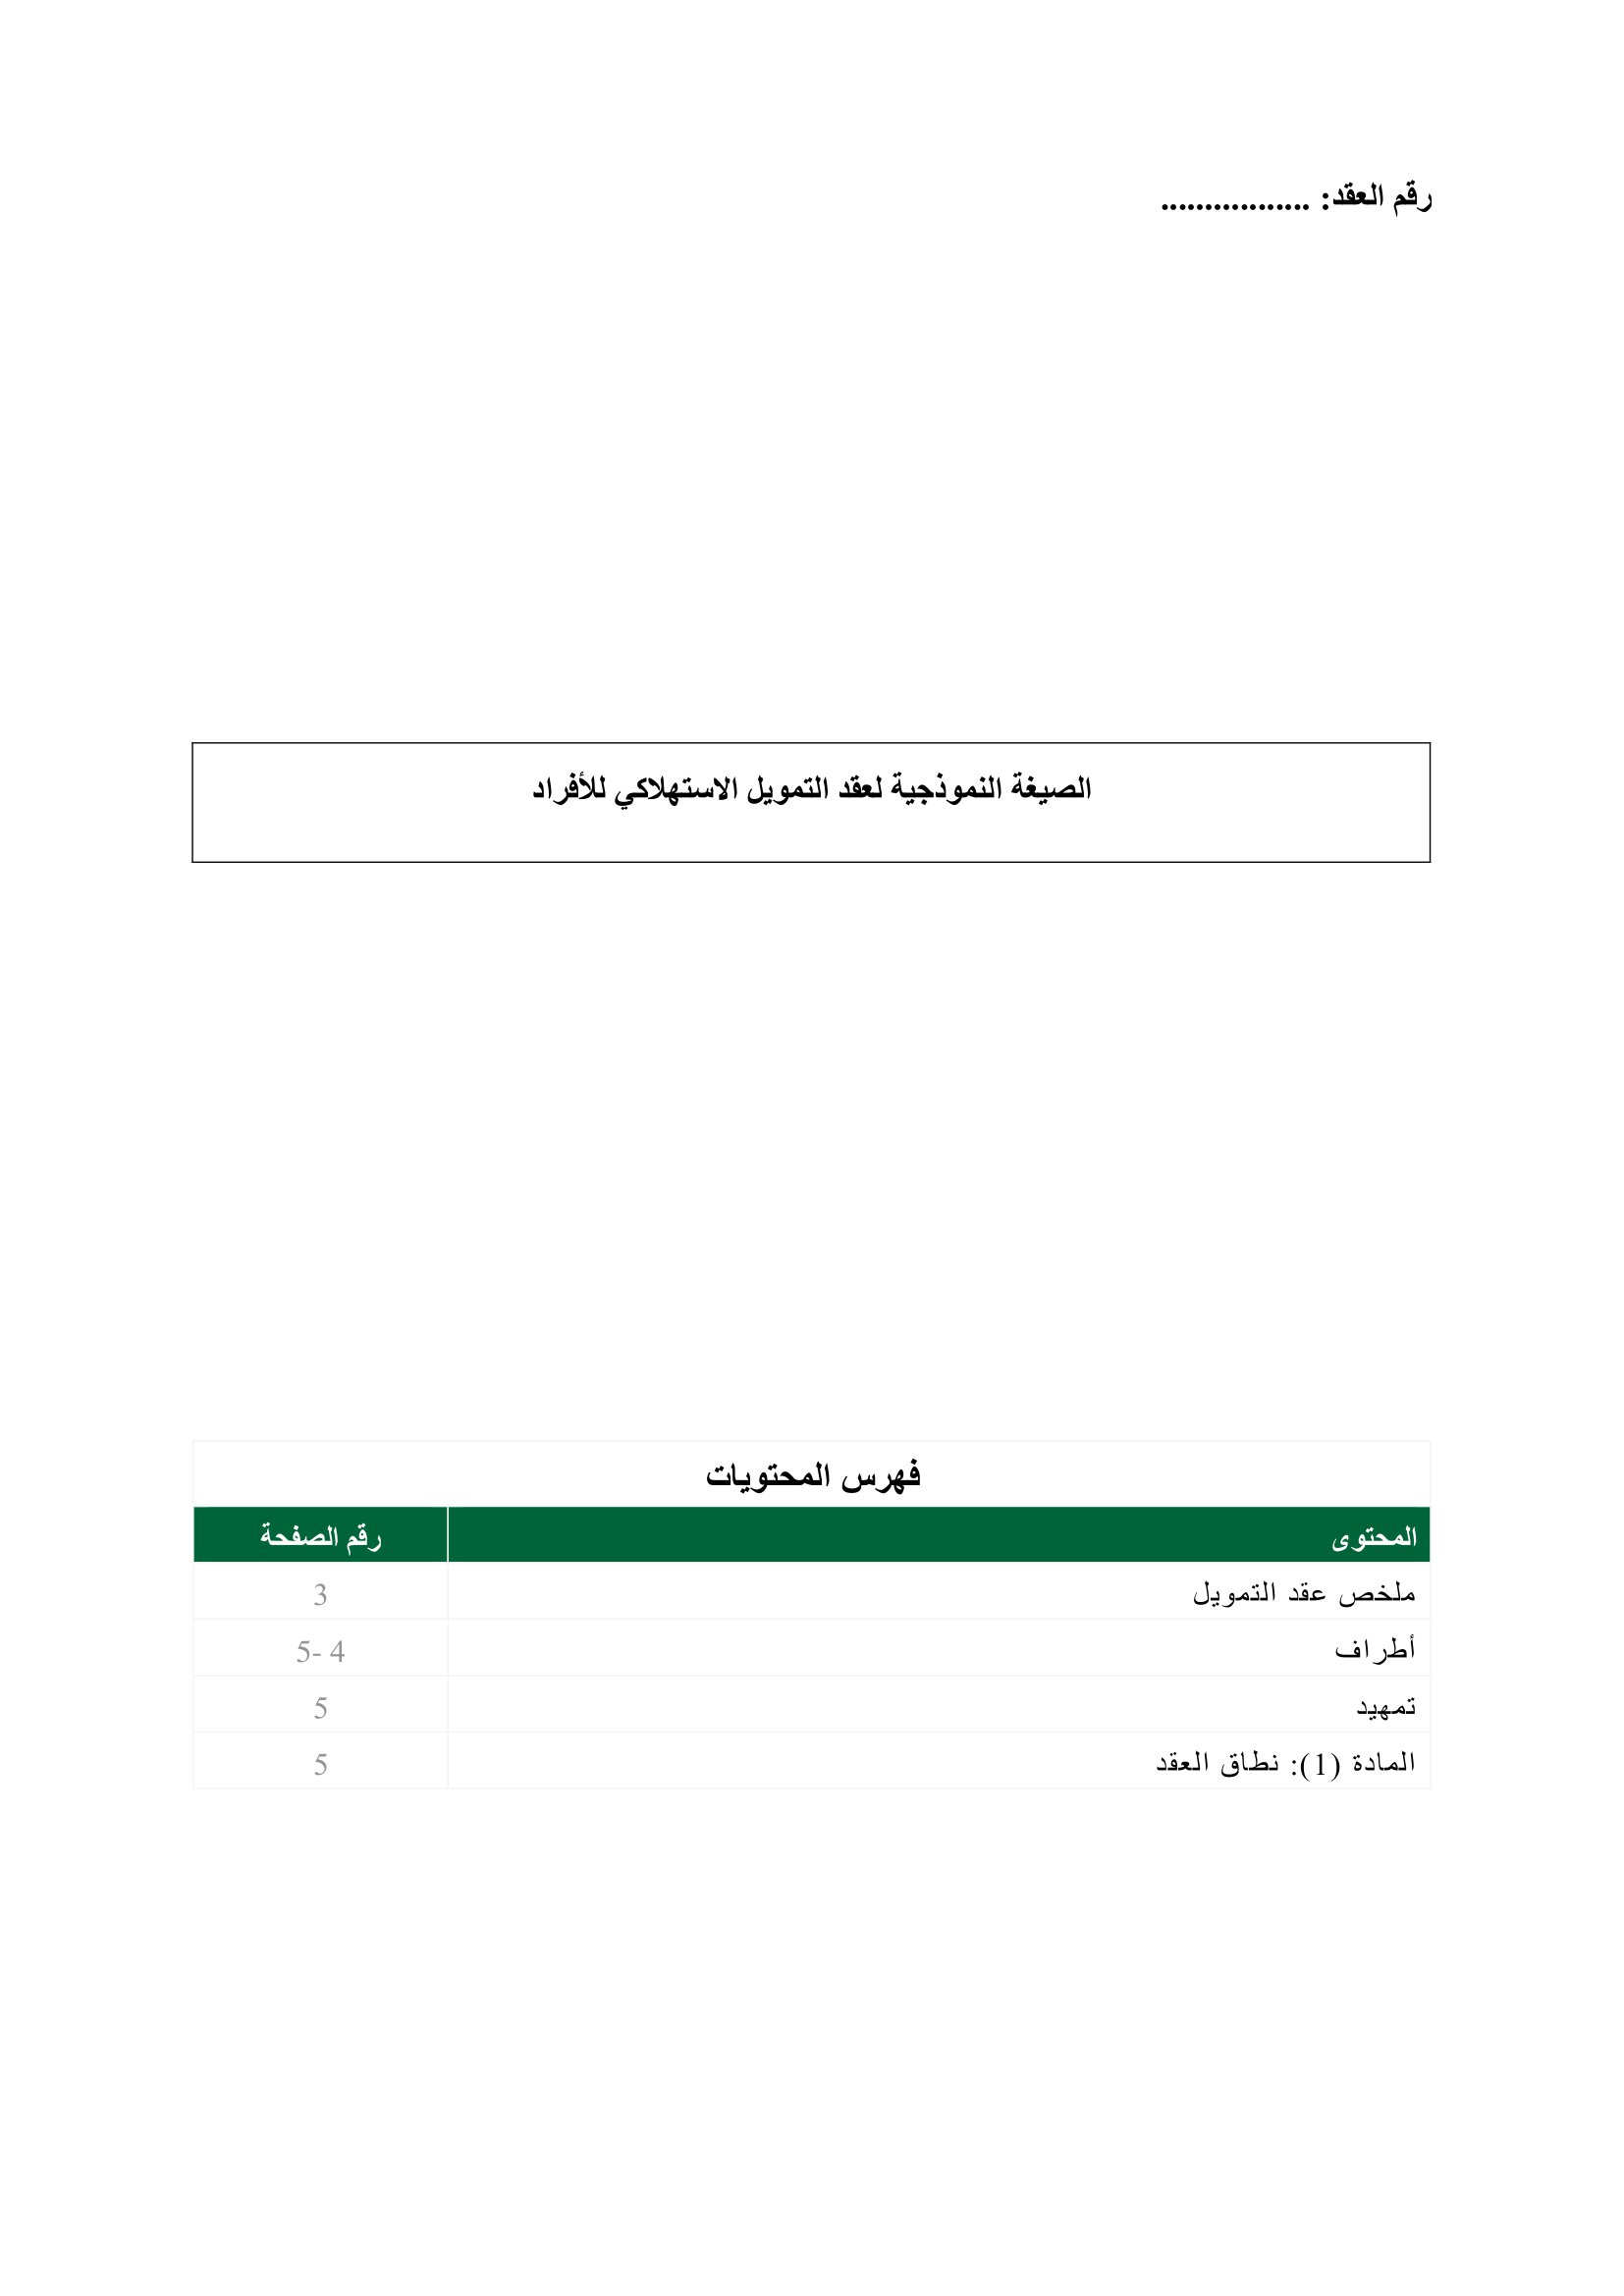 رقم العقد: .................
الصيغة النموذجية لعقد التمويل الاستهلاكي للأفراد
فهرس المحتويات
المحتوى رقم الصفحة
ملخص عقد التمويل 3
أطراف 4 -5
تمهيد 5
المادة (1): نطاق العقد 5